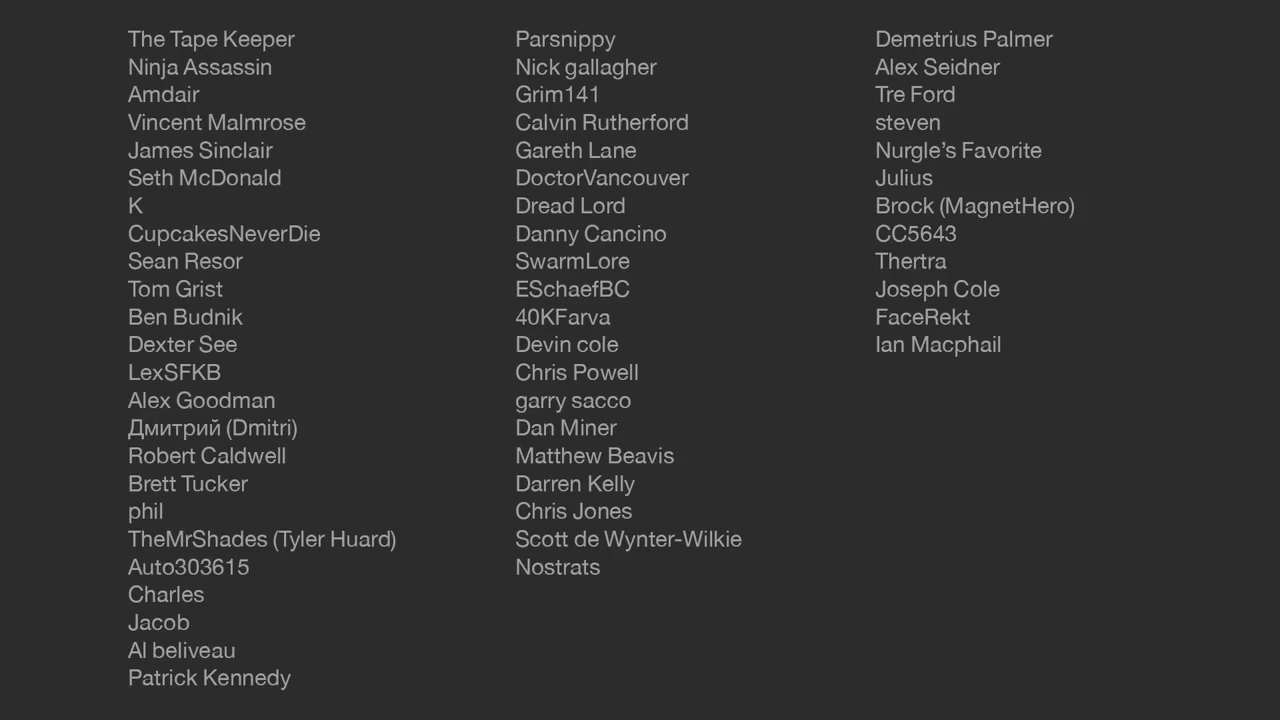 The Tape Keeper
Ninja Assassin
Amdair
Vincent Malmrose
James Sinclair
Seth McDonald
K
CupcakesNeverDie
Sean Resor
Tom Grist
Ben Budnik
Dexter See
LexSFKB
Alex Goodman
Дмитрий (Dmitri)
Robert Caldwell
Brett Tucker
phil
TheMrShades (Tyler Huard)
Auto303615
Charles
Jacob
Al beliveau
Patrick Kennedy
Parsnippy
Nick gallagher
Grim141
Calvin Rutherford
Gareth Lane
DoctorVancouver
Dread Lord
Danny Cancino
SwarmLore
ESchaefBC
40KFarva
Devin cole
Chris Powell
garry sacco
Dan Miner
Matthew Beavis
Darren Kelly
Chris Jones
Scott de Wynter-Wilkie
Nostrats
Demetrius Palmer
Alex Seidner
Tre Ford
steven
Nurgle’s Favorite
Julius
Brock (MagnetHero)
CC5643
Thertra
Joseph Cole
FaceRekt
Ian Macphail